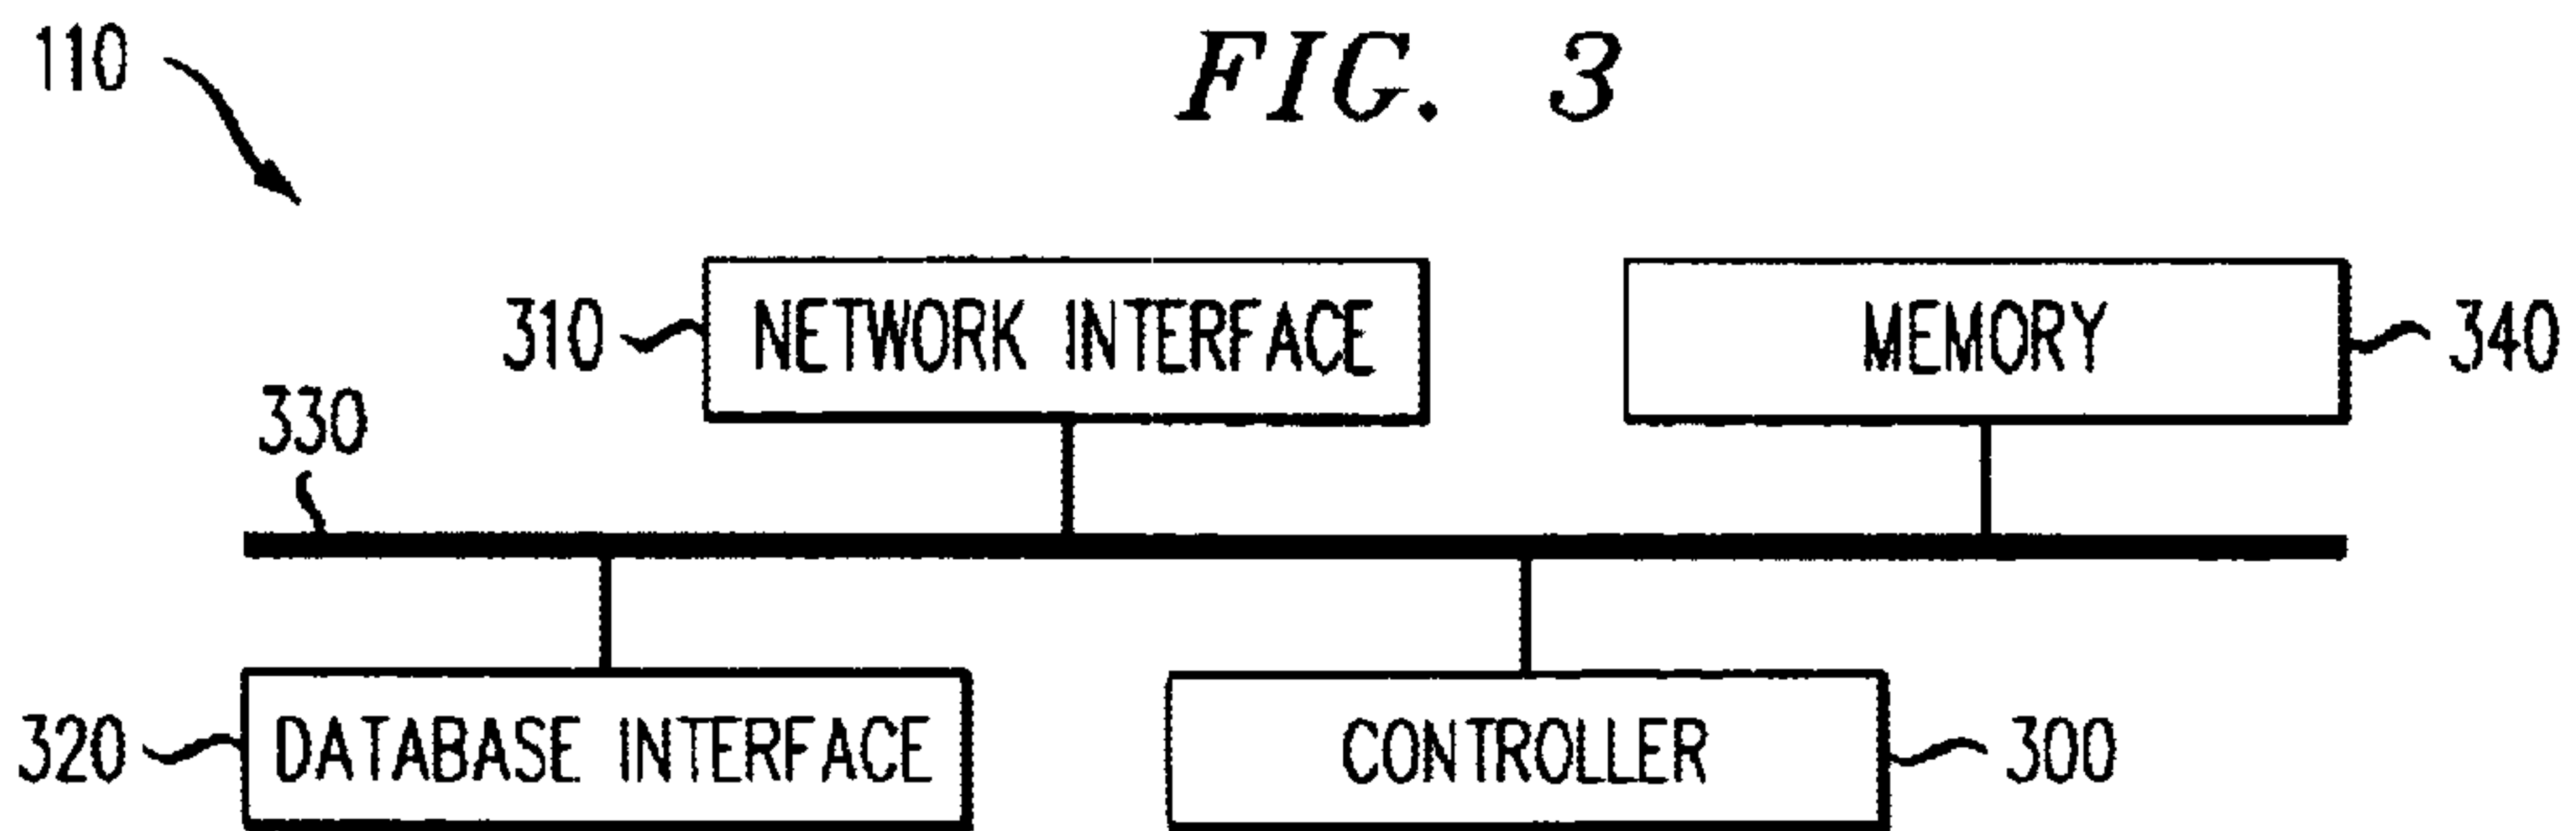 110
FIG. 3
310 NETWORK INTERFACE
MEMORY 340
330
320 DATABASE INTERFACE
CONTROLLER 300